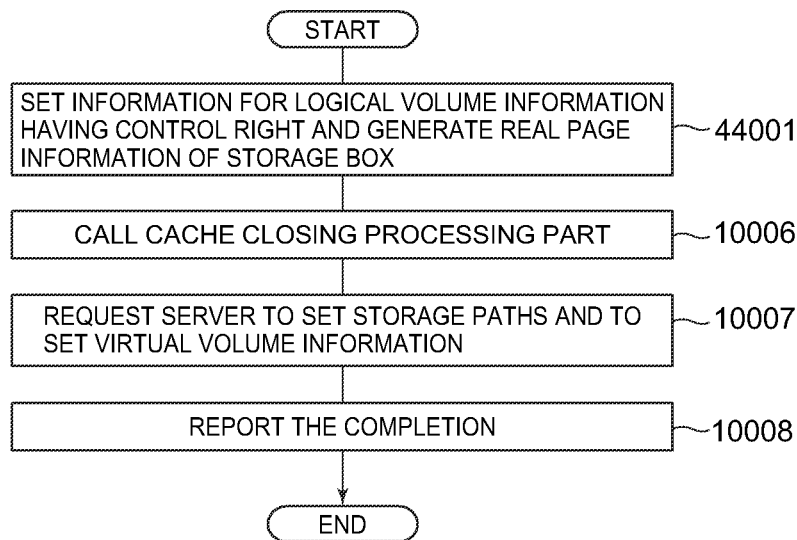 START
SET INFORMATION FOR LOGICAL VOLUME INFORMATION
HAVING CONTROL RIGHT AND GENERATE REAL PAGE
INFORMATION OF STORAGE BOX
44001
CALL CACHE CLOSING PROCESSING PART
10006
REQUEST SERVER TO SET STORAGE PATHS AND TO
SET VIRTUAL VOLUME INFORMATION
10007
REPORT THE COMPLETION
10008
END